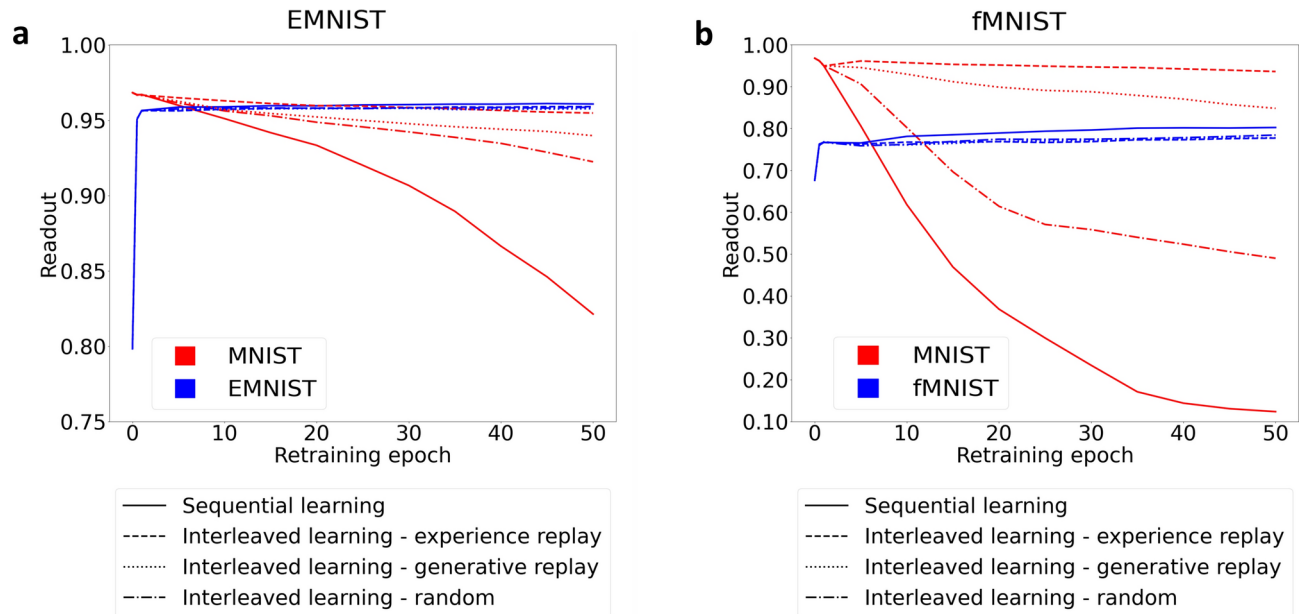 a
EMNIST
1.00
0.95
0.90
0.85
0.80
0.75
Readout
MNIST
EMNIST
0 10 20 30 40 50
Retraining epoch
Sequential learning
Interleaved learning - experience replay
Interleaved learning - generative replay
Interleaved learning - random
b
fMNIST
1.00
0.90
0.80
0.70
0.60
0.50
0.40
0.30
0.20
0.10
Readout
MNIST
fMNIST
0 10 20 30 40 50
Retraining epoch
Sequential learning
Interleaved learning - experience replay
Interleaved learning - generative replay
Interleaved learning - random